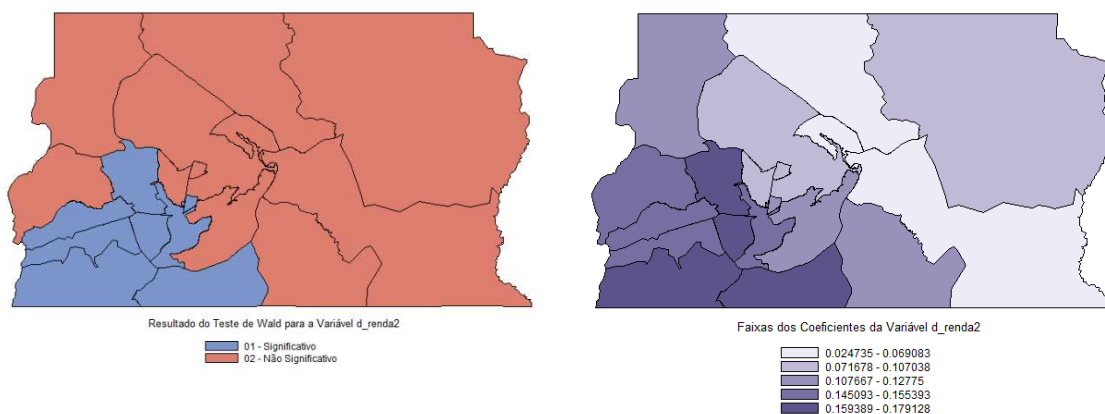 Resultado do Teste de Wald para a Variável d_renda2
01 - Significativo
02 - Não Significativo
Faixas dos Coeficientes da Variável d_renda2
0.024735 - 0.069083
0.071678 - 0.107038
0.107667 - 0.12775
0.145093 - 0.155393
0.159389 - 0.179128